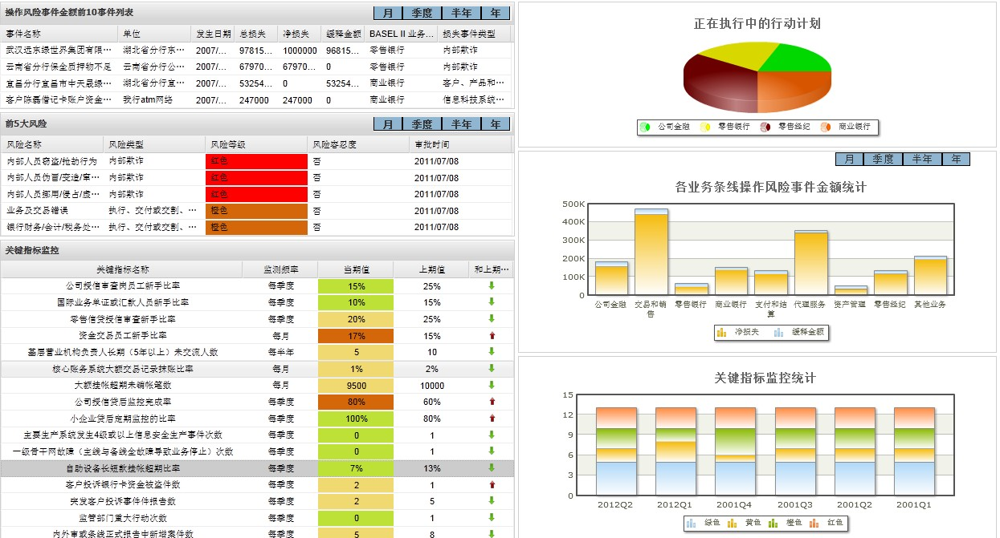 操作风险事件金额前10事件列表
月 季度 半年 年
事件名称 单位 发生日期 总损失 净损失 缓释金额 BASEL II 业务... 损失事件类型
武汉远东绿世界集团有限… 湖北省分行东… 2007/... 97815... 1000000 96815... 零售银行 内部欺诈
云南省分行保全员押物不足 云南省分行公… 2007/... 67970... 67970... 0 零售银行 内部欺诈
宜昌分行宜昌市中天晟绿… 湖北省分行宜… 2007/... 53254... 0 53254... 商业银行 客户、产品和…
客户陈磊借记卡账户资金… 我行atm网络 2007/... 247000 247000 0 商业银行 信息科技系统…
前5大风险
月 季度 半年 年
风险名称 风险类型 风险等级 风险容忍度 审批时间
内部人员窃盗/抢劫行为 内部欺诈 红色 否 2011/07/08
内部人员伪冒/变造/窜… 内部欺诈 红色 否 2011/07/08
内部人员挪用/侵占/虚… 内部欺诈 红色 否 2011/07/08
业务及交易错误 执行、交付或交割、… 橙色 否 2011/07/08
银行财务/会计/税务处… 执行、交付或交割、… 橙色 否 2011/07/08
关键指标监控
关键指标名称 监测频率 当期值 上期值 和上期…
公司授信审查岗员工新手比率 每季度 15% 25%
国际业务单证或汇款人员新手比率 每季度 10% 15%
零售信贷授信审查新手比率 每季度 20% 25%
资金交易员工新手比率 每月 17% 15%
基层营业机构负责人长期（5年以上）未交流人数 每半年 5 10
核心账务系统大额交易记录抹账比率 每月 1% 2%
大额挂帐超期未销帐笔数 每月 9500 10000
公司授信贷后监控完成率 每季度 80% 60%
小企业贷后定期监控的比率 每季度 100% 80%
主要生产系统发生4级或以上信息安全生产事件次数 每季度 0 1
一级骨干网故障（主线与备线全故障导致业务停止）次数 每季度 0 1
自助设备长短款挂帐超期比率 每季度 7% 13%
客户投诉银行卡资金被盗件数 每季度 2 1
突发客户投诉事件件报告数 每季度 2 5
监管部门重大行动次数 每季度 0 1
内外审或条线正式报告中新增案件数 每季度 5 8
正在执行中的行动计划
公司金融 零售银行 零售经纪 商业银行
月 季度 半年 年
各业务条线操作风险事件金额统计
500K
400K
300K
200K
100K
0
公司金融 交易和销售 零售银行 商业银行 支付和结算 代理服务 资产管理 零售经纪 其他业务
净损失 缓释金额
关键指标监控统计
15
12
9
6
3
0
2012Q2 2012Q1 2001Q4 2001Q3 2001Q2 2001Q1
绿色 黄色 橙色 红色